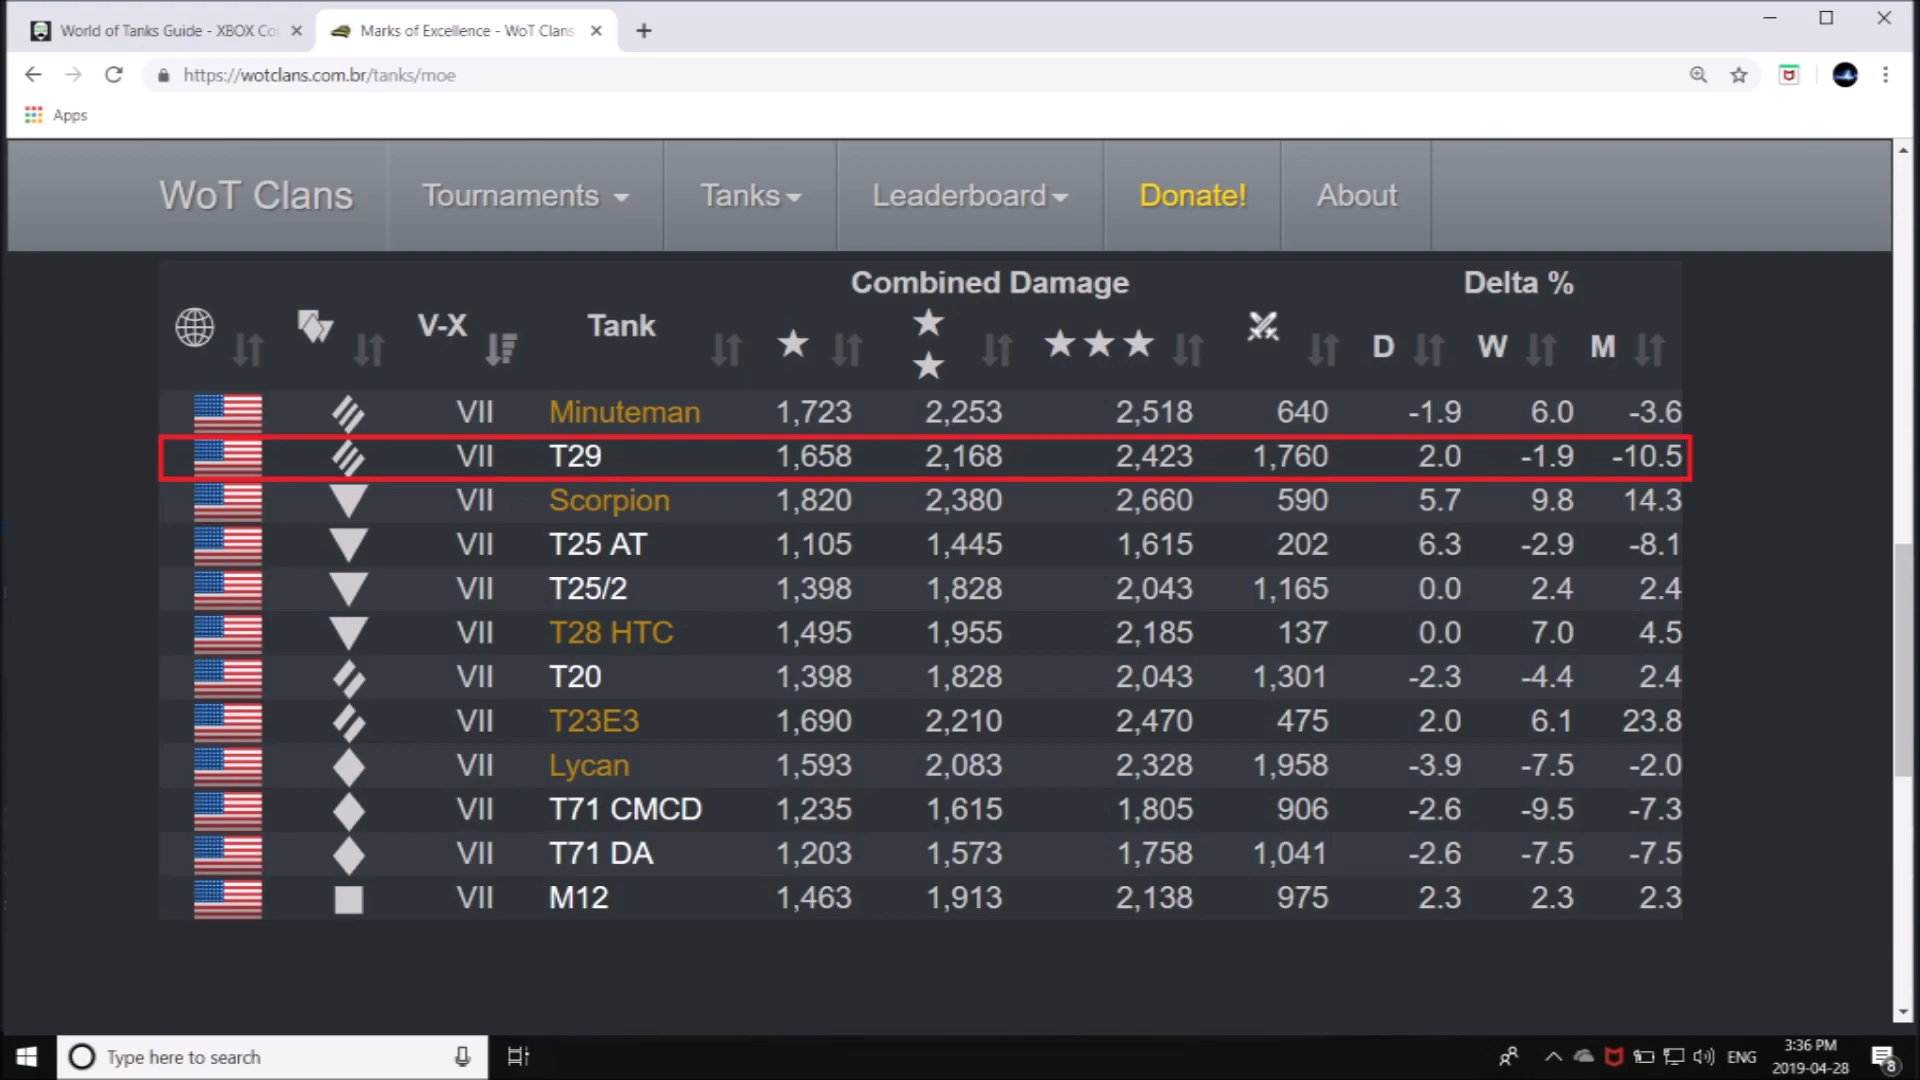 World of Tanks Guide - XBOX Co
Marks of Excellence - WoT Clans
https://wotclans.com.br/tanks/moe
Apps
WoT Clans Tournaments Tanks Leaderboard Donate! About
Combined Damage Delta %
V-X Tank D W M
VII Minuteman 1,723 2,253 2,518 640 -1.9 6.0 -3.6
VII T29 1,658 2,168 2,423 1,760 2.0 -1.9 -10.5
VII Scorpion 1,820 2,380 2,660 590 5.7 9.8 14.3
VII T25 AT 1,105 1,445 1,615 202 6.3 -2.9 -8.1
VII T25/2 1,398 1,828 2,043 1,165 0.0 2.4 2.4
VII T28 HTC 1,495 1,955 2,185 137 0.0 7.0 4.5
VII T20 1,398 1,828 2,043 1,301 -2.3 -4.4 2.4
VII T23E3 1,690 2,210 2,470 475 2.0 6.1 23.8
VII Lycan 1,593 2,083 2,328 1,958 -3.9 -7.5 -2.0
VII T71 CMCD 1,235 1,615 1,805 906 -2.6 -9.5 -7.3
VII T71 DA 1,203 1,573 1,758 1,041 -2.6 -7.5 -7.5
VII M12 1,463 1,913 2,138 975 2.3 2.3 2.3
Type here to search
ENG
3:36 PM
2019-04-28
8